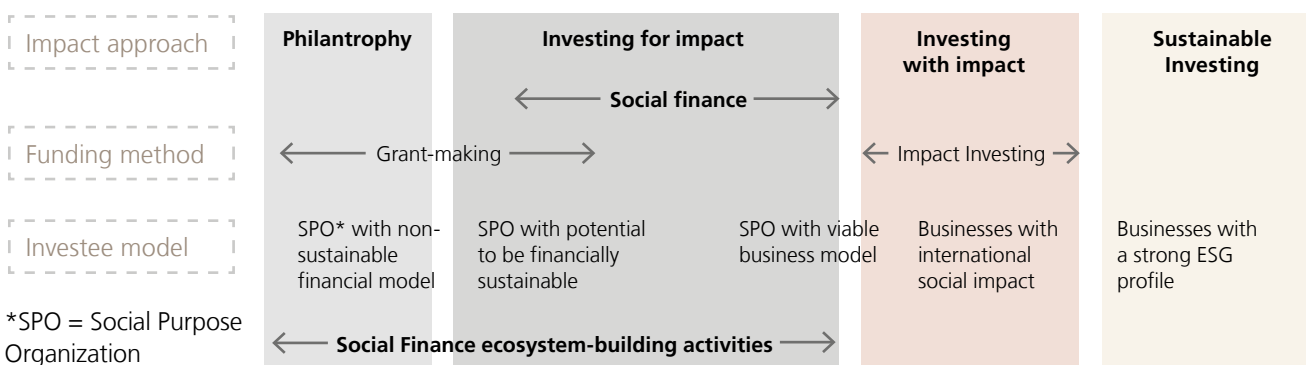 Impact approach
Philantrophy
Investing for impact
Investing
with impact
Sustainable
Investing
Social finance
Funding method
Grant-making
Impact Investing
Investee model
SPO* with non-
sustainable
financial model
SPO with potential
to be financially
sustainable
SPO with viable
business model
Businesses with
international
social impact
Businesses with
a strong ESG
profile
*SPO = Social Purpose
Organization
Social Finance ecosystem-building activities